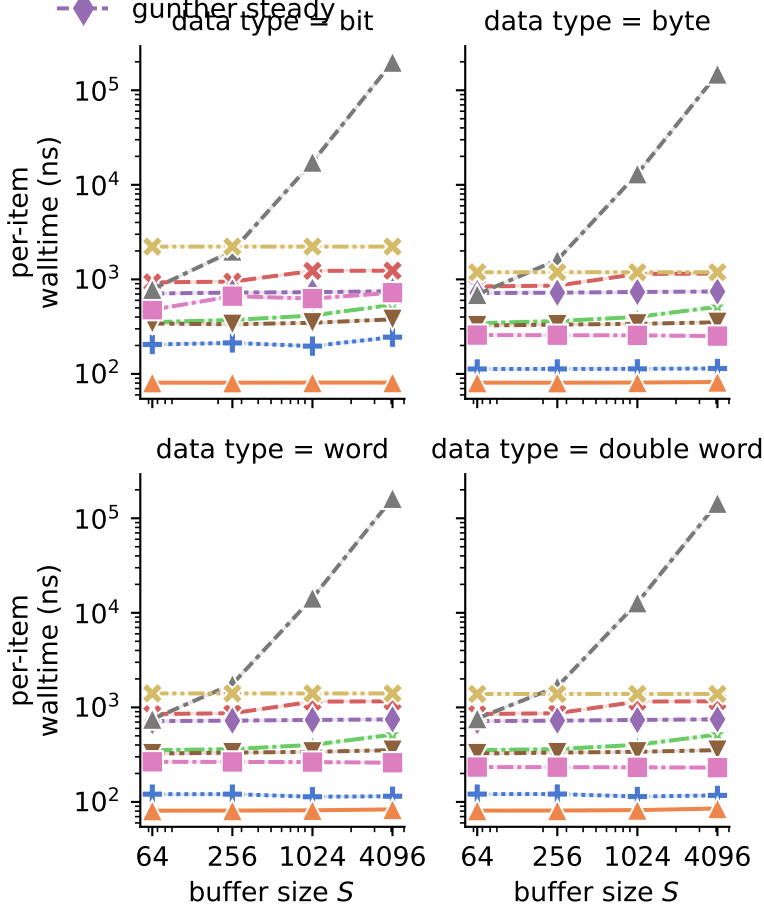 gunther steady
data type = bit
data type = byte
per-item
walltime (ns)
10^5
10^4
10^3
10^2
data type = word
data type = double word
per-item
walltime (ns)
10^5
10^4
10^3
10^2
64 256 1024 4096
64 256 1024 4096
buffer size S
buffer size S